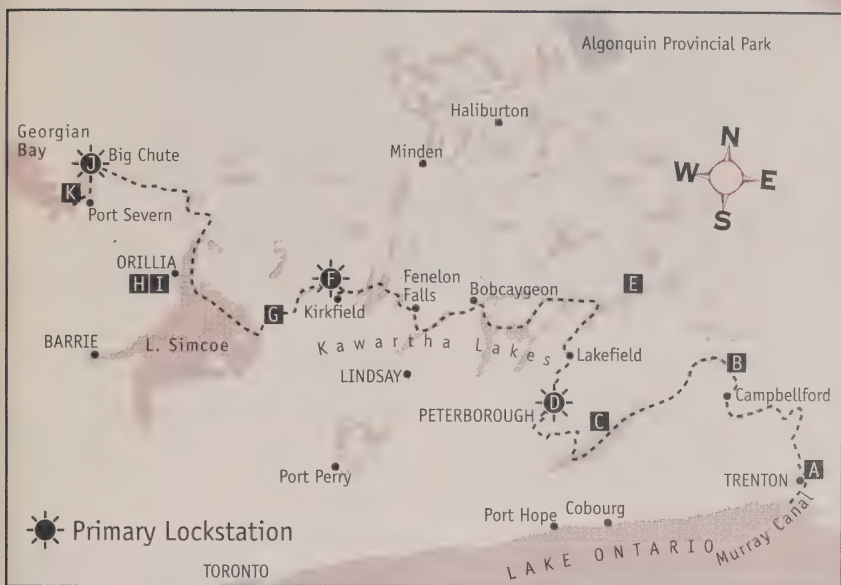 Algonquin Provincial Park
Haliburton
Georgian
Bay
Minden
N
W E
S
J Big Chute
K
Port Severn
ORILLIA
H I
F
Fenelon
Falls
Bobcaygeon
E
G
Kirkfield
BARRIE
L. Simcoe
Kawartha Lakes
Lakefield
LINDSAY
B
D
Campbellford
PETERBOROUGH
C
Port Perry
TRENTON
A
Murray Canal
Primary Lockstation
Port Hope
Cobourg
LAKE ONTARIO
TORONTO